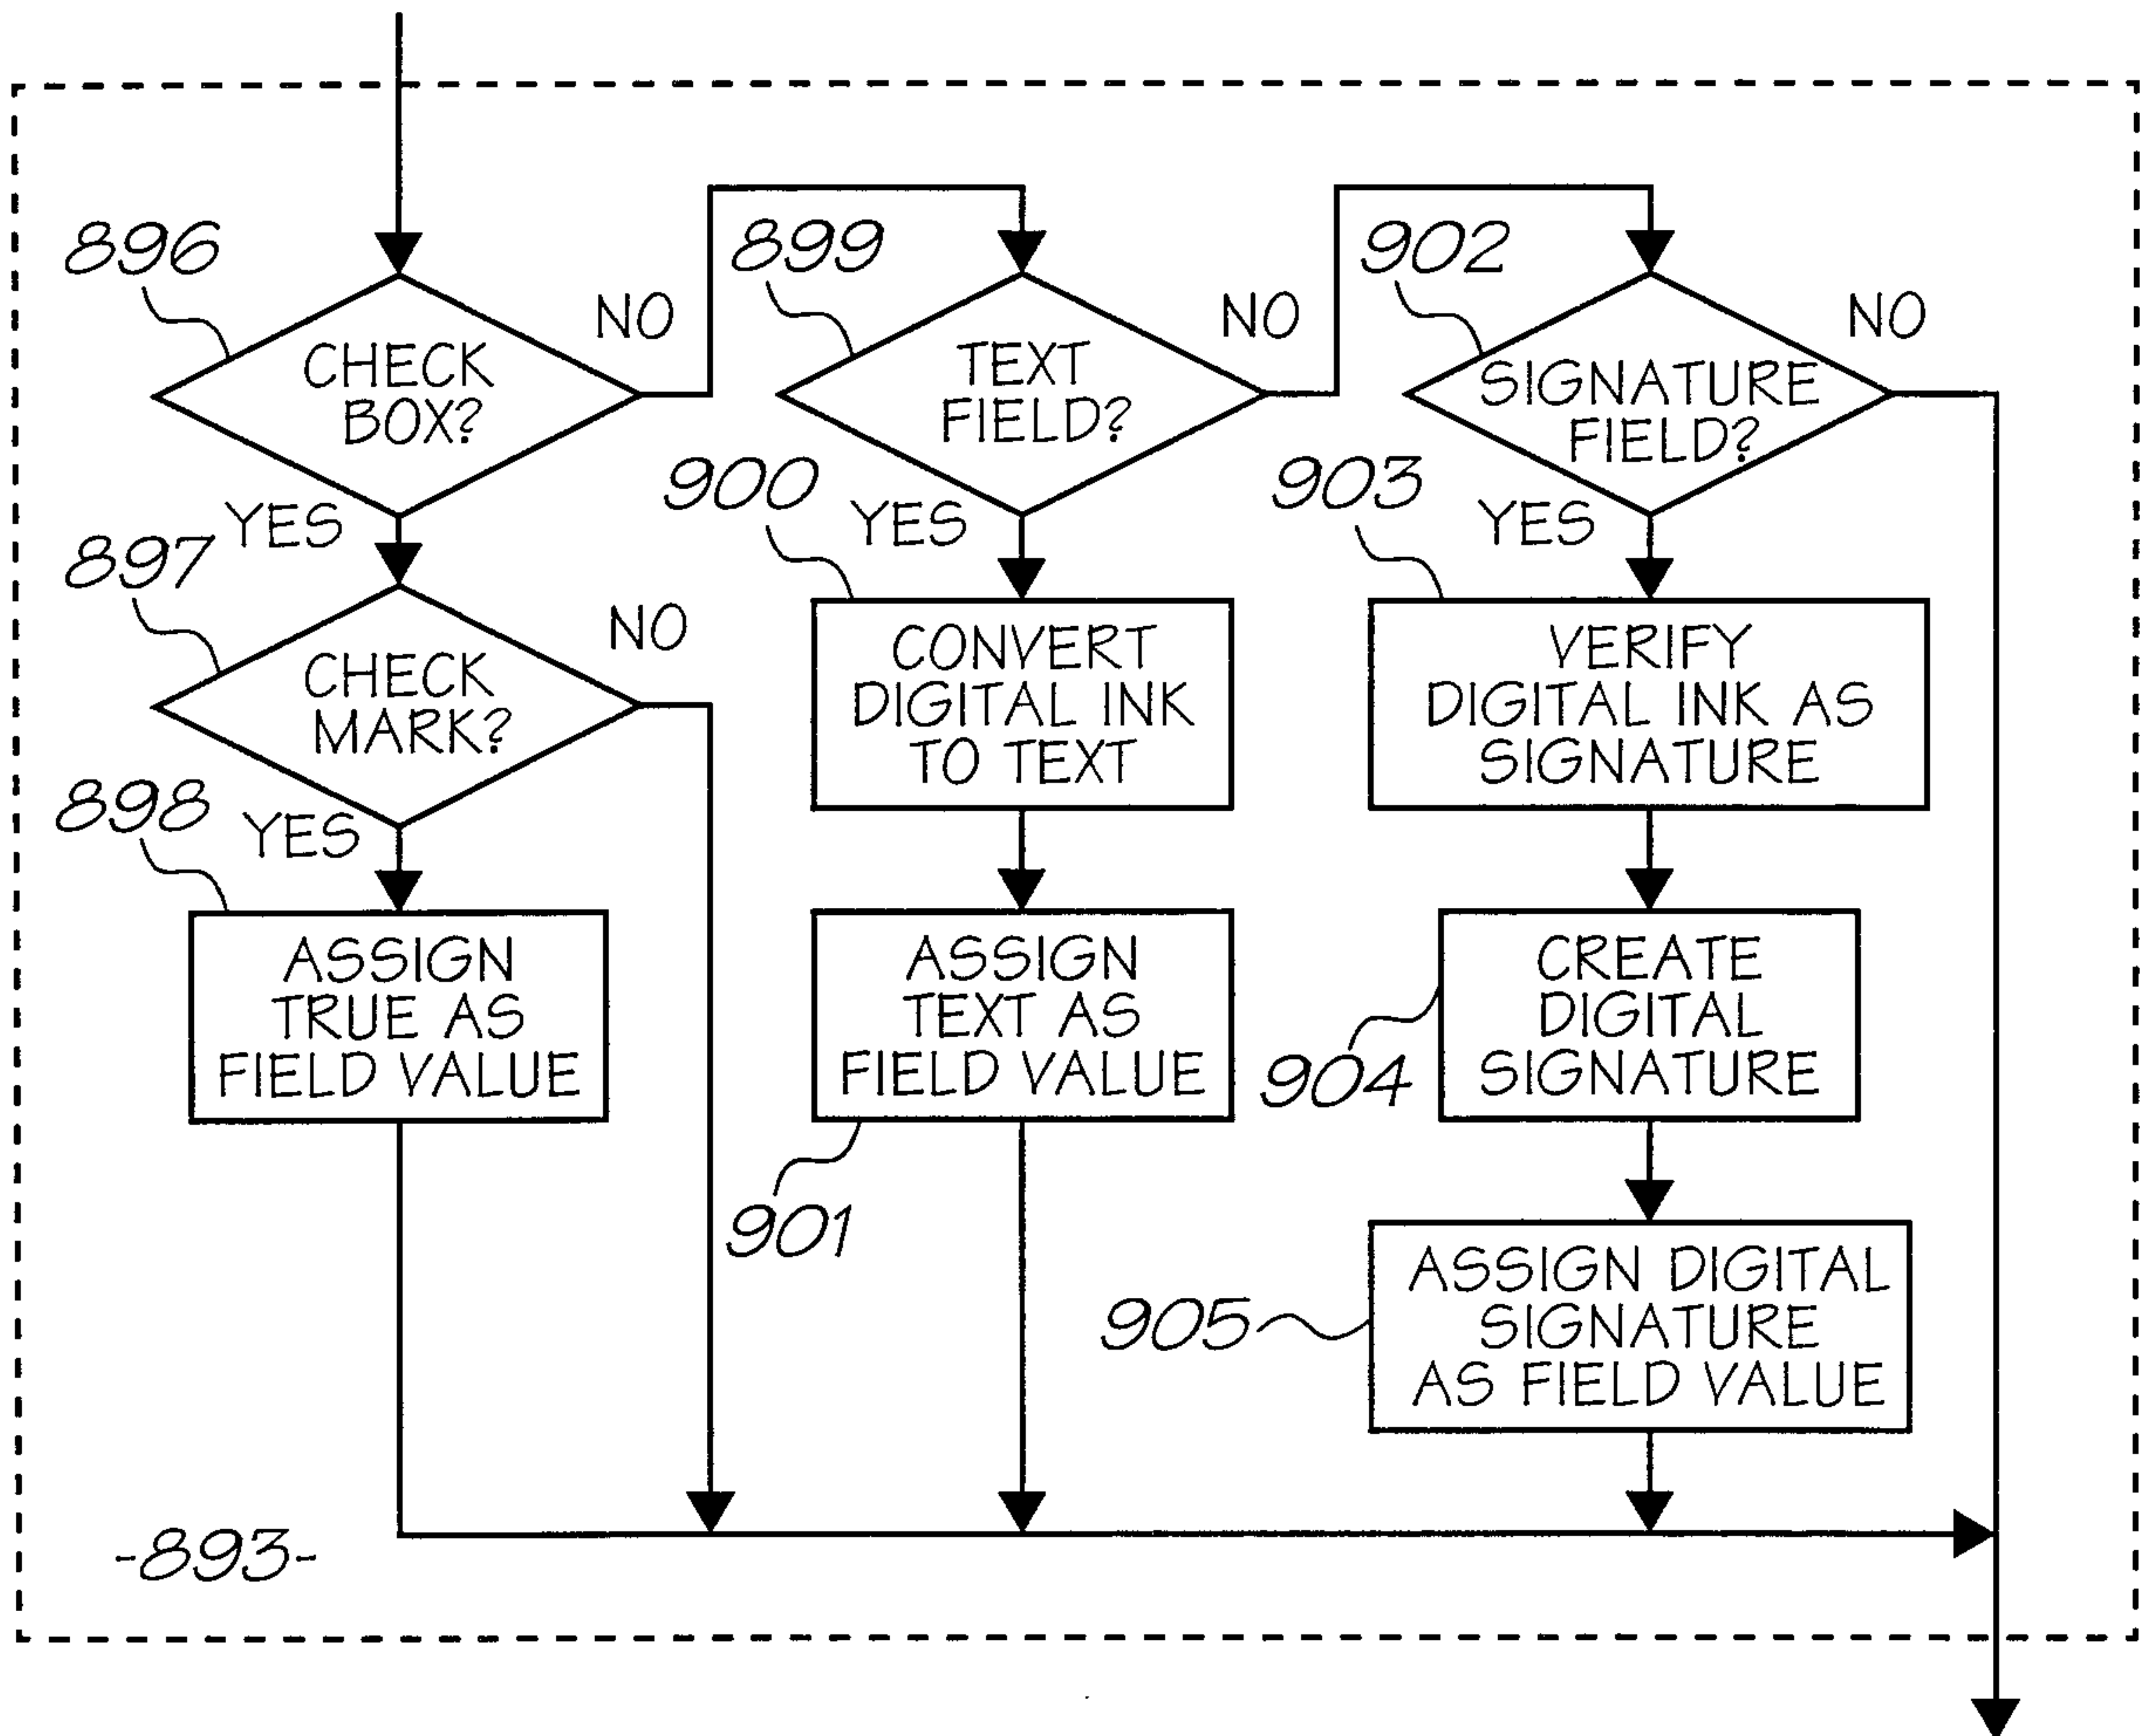 896
CHECK
BOX?
NO
YES
897
CHECK
MARK?
NO
YES
898
ASSIGN
TRUE AS
FIELD VALUE
899
TEXT
FIELD?
NO
YES
900
CONVERT
DIGITAL INK
TO TEXT
ASSIGN
TEXT AS
FIELD VALUE
901
902
SIGNATURE
FIELD?
NO
YES
903
VERIFY
DIGITAL INK AS
SIGNATURE
CREATE
DIGITAL
SIGNATURE
904
ASSIGN DIGITAL
SIGNATURE
AS FIELD VALUE
905
-893-